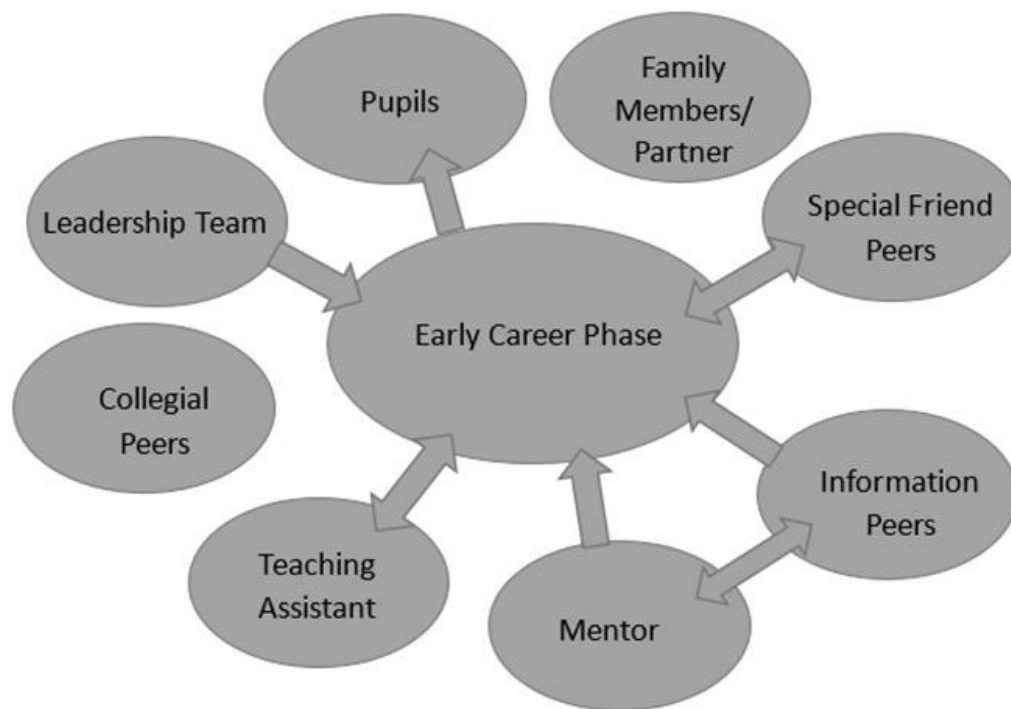 Pupils
Family
Members/
Partner
Leadership Team
Special Friend
Peers
Early Career Phase
Collegial
Peers
Information
Peers
Teaching
Assistant
Mentor